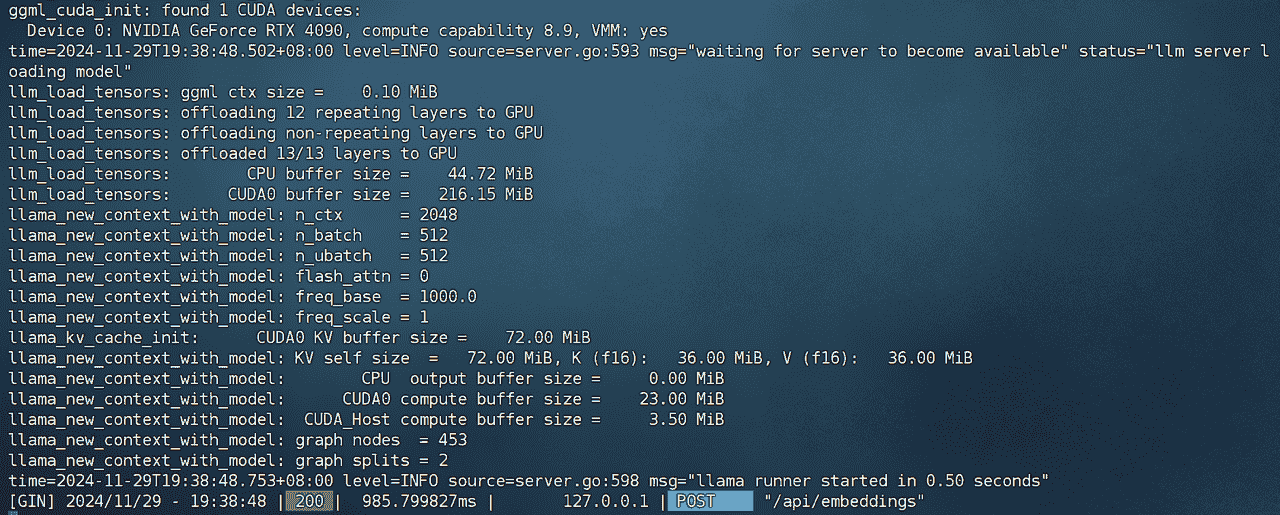 ggml_cuda_init: found 1 CUDA devices:
  Device 0: NVIDIA GeForce RTX 4090, compute capability 8.9, VMM: yes
time=2024-11-29T19:38:48.502+08:00 level=INFO source=server.go:593 msg="waiting for server to become available" status="llm server l
oading model"
llm_load_tensors: ggml ctx size =    0.10 MiB
llm_load_tensors: offloading 12 repeating layers to GPU
llm_load_tensors: offloading non-repeating layers to GPU
llm_load_tensors: offloaded 13/13 layers to GPU
llm_load_tensors:        CPU buffer size =    44.72 MiB
llm_load_tensors:      CUDA0 buffer size =   216.15 MiB
llama_new_context_with_model: n_ctx      = 2048
llama_new_context_with_model: n_batch    = 512
llama_new_context_with_model: n_ubatch   = 512
llama_new_context_with_model: flash_attn = 0
llama_new_context_with_model: freq_base  = 1000.0
llama_new_context_with_model: freq_scale = 1
llama_kv_cache_init:      CUDA0 KV buffer size =    72.00 MiB
llama_new_context_with_model: KV self size  =   72.00 MiB, K (f16):   36.00 MiB, V (f16):   36.00 MiB
llama_new_context_with_model:        CPU  output buffer size =     0.00 MiB
llama_new_context_with_model:      CUDA0 compute buffer size =    23.00 MiB
llama_new_context_with_model:  CUDA_Host compute buffer size =     3.50 MiB
llama_new_context_with_model: graph nodes  = 453
llama_new_context_with_model: graph splits = 2
time=2024-11-29T19:38:48.753+08:00 level=INFO source=server.go:598 msg="llama runner started in 0.50 seconds"
[GIN] 2024/11/29 - 19:38:48 | 200 |  985.799827ms |       127.0.0.1 | POST     "/api/embeddings"